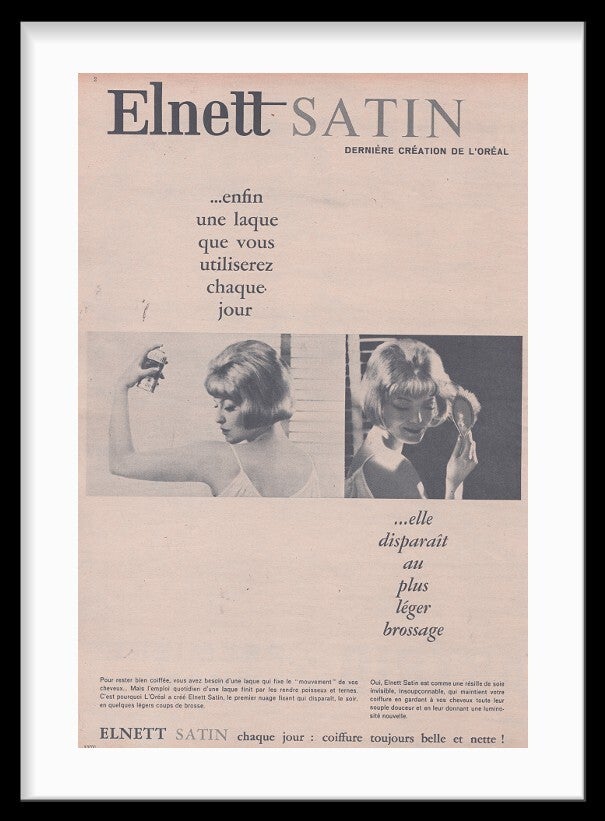 2
Elnett SATIN
DERNIÈRE CRÉATION DE L'ORÉAL
...enfin
une laque
que vous
utiliserez
chaque
jour
...elle
disparaît
au
plus
léger
brossage
Pour rester bien coiffée, vous avez besoin d'une laque qui fixe le "mouvement" de vos
cheveux... Mais l'emploi quotidien d'une laque finit par les rendre poisseux et ternes.
C'est pourquoi L'Oréal a créé Elnett Satin, le premier nuage fixant qui disparaît, le soir,
en quelques légers coups de brosse.
Oui, Elnett Satin est comme une résille de soie
invisible, insoupçonnable, qui maintient votre
coiffure en gardant à vos cheveux toute leur
souple douceur et en leur donnant une lumino-
sité nouvelle.
ELNETT SATIN chaque jour : coiffure toujours belle et nette !